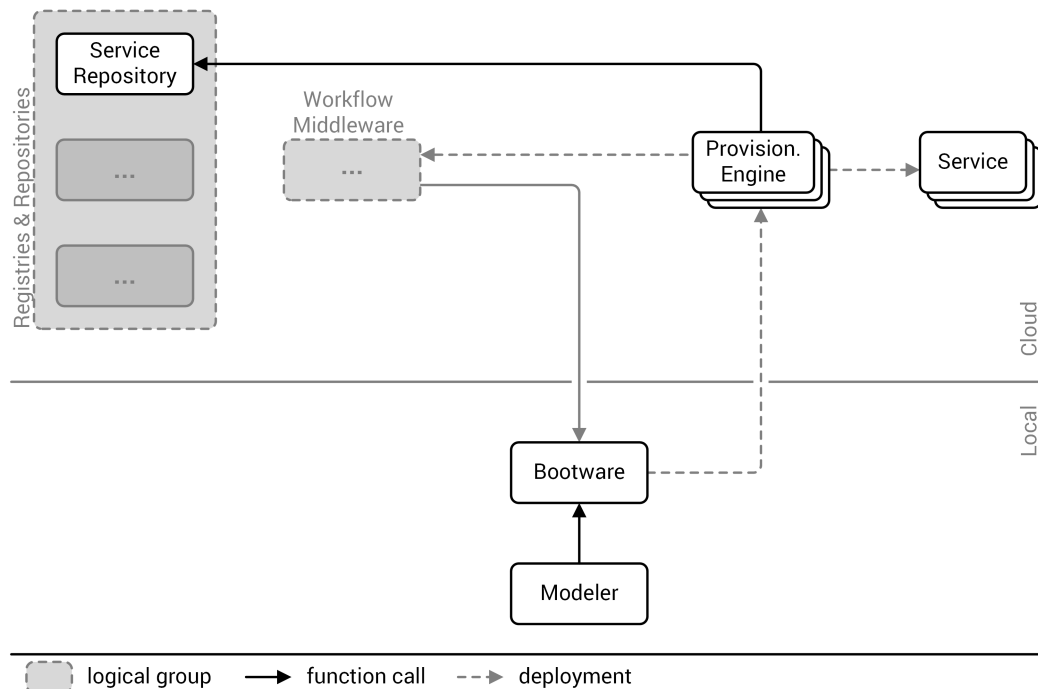 Service
Repository
...
...
Registries & Repositories
Workflow
Middleware
...
Provision.
Engine
Service
Cloud
Local
Bootware
Modeler
logical group
function call
deployment